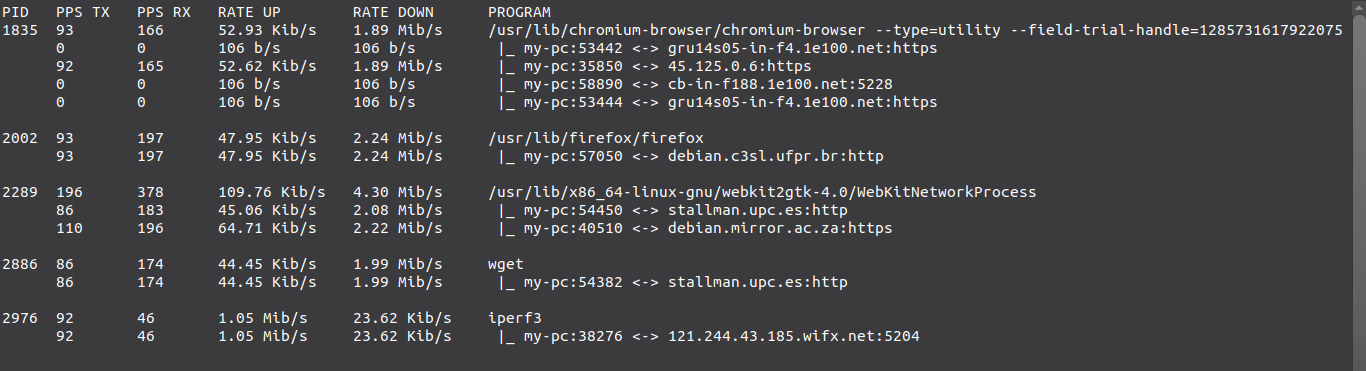 PID PPS TX PPS RX RATE UP RATE DOWN PROGRAM
1835 93 166 52.93 Kib/s 1.89 Mib/s /usr/lib/chromium-browser/chromium-browser --type=utility --field-trial-handle=1285731617922075
0 0 106 b/s 106 b/s |_ my-pc:53442 <-> gru14s05-in-f4.1e100.net:https
92 165 52.62 Kib/s 1.89 Mib/s |_ my-pc:35850 <-> 45.125.0.6:https
0 0 106 b/s 106 b/s |_ my-pc:58890 <-> cb-in-f188.1e100.net:5228
0 0 106 b/s 106 b/s |_ my-pc:53444 <-> gru14s05-in-f4.1e100.net:https
2002 93 197 47.95 Kib/s 2.24 Mib/s /usr/lib/firefox/firefox
93 197 47.95 Kib/s 2.24 Mib/s |_ my-pc:57050 <-> debian.c3sl.ufpr.br:http
2289 196 378 109.76 Kib/s 4.30 Mib/s /usr/lib/x86_64-linux-gnu/webkit2gtk-4.0/WebKitNetworkProcess
86 183 45.06 Kib/s 2.08 Mib/s |_ my-pc:54450 <-> stallman.upc.es:http
110 196 64.71 Kib/s 2.22 Mib/s |_ my-pc:40510 <-> debian.mirror.ac.za:https
2886 86 174 44.45 Kib/s 1.99 Mib/s wget
86 174 44.45 Kib/s 1.99 Mib/s |_ my-pc:54382 <-> stallman.upc.es:http
2976 92 46 1.05 Mib/s 23.62 Kib/s iperf3
92 46 1.05 Mib/s 23.62 Kib/s |_ my-pc:38276 <-> 121.244.43.185.wifx.net:5204